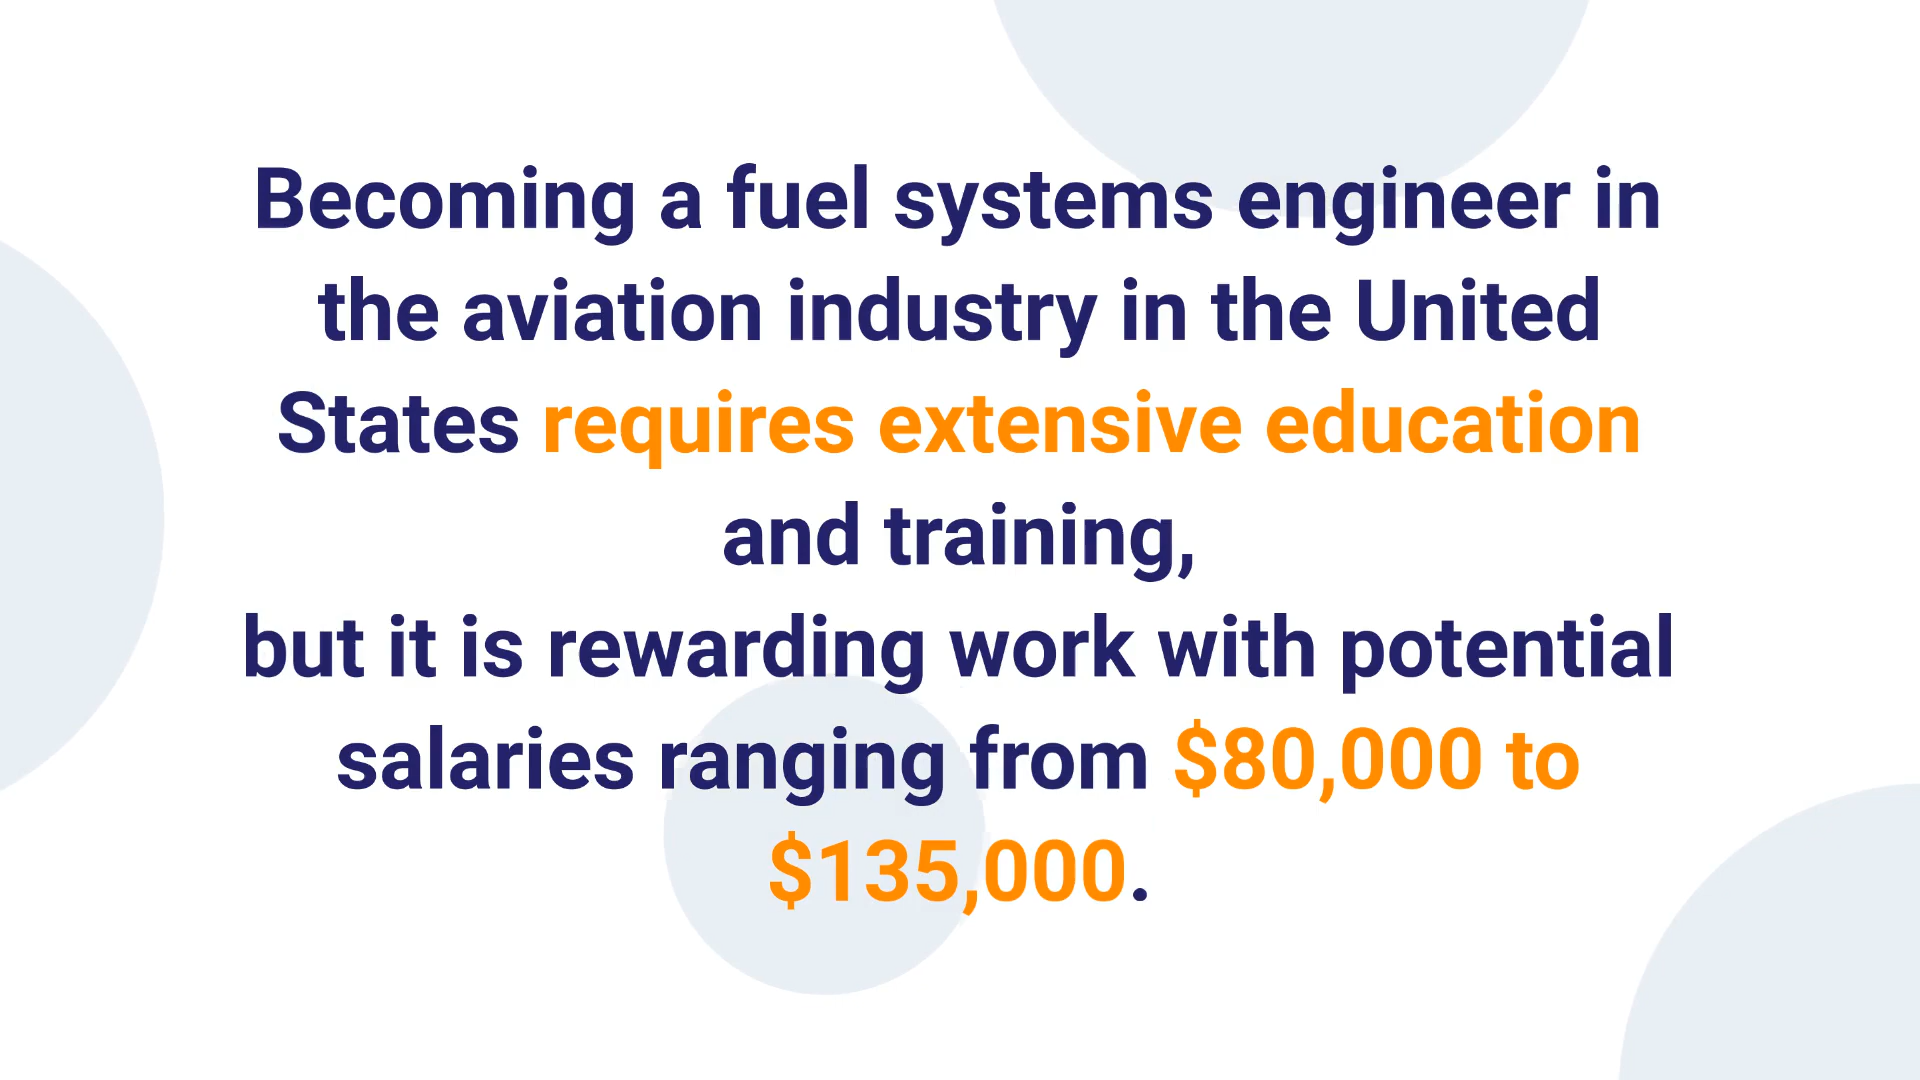 Becoming a fuel systems engineer in
the aviation industry in the United
States requires extensive education
and training,
but it is rewarding work with potential
salaries ranging from $80,000 to
$135,000.